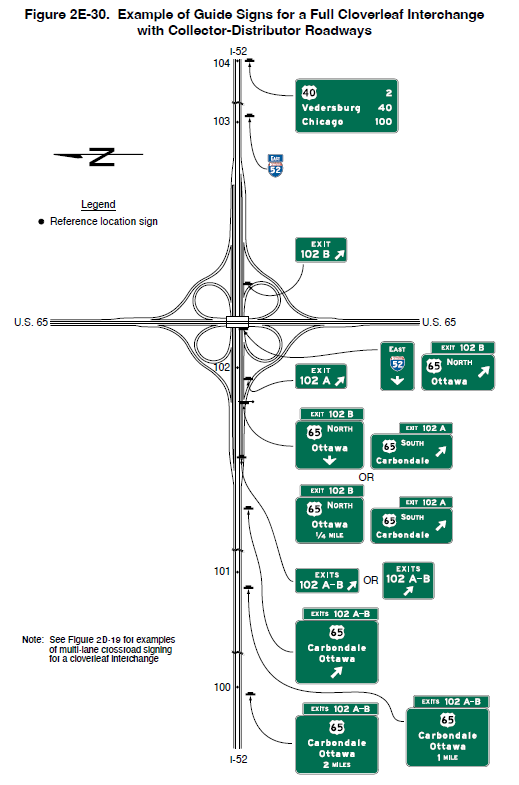 Figure 2E-30. Example of Guide Signs for a Full Cloverleaf Interchange
with Collector-Distributor Roadways
I-52
104
40 2
Vedersburg 40
Chicago 100
103
EAST
52
N
Legend
Reference location sign
EXIT
102 B
U.S. 65
U.S. 65
EAST
52
EXIT 102 B
65 NORTH
Ottawa
102
EXIT
102 A
EXIT 102 B
65 NORTH
Ottawa
EXIT 102 A
65 SOUTH
Carbondale
OR
EXIT 102 B
65 NORTH
Ottawa
1/4 MILE
EXIT 102 A
65 SOUTH
Carbondale
101
EXITS
102 A-B
OR
EXITS
102 A-B
EXITS 102 A-B
65
Carbondale
Ottawa
Note: See Figure 2D-19 for examples
of multi-lane crossroad signing
for a cloverleaf interchange
100
EXITS 102 A-B
65
Carbondale
Ottawa
2 MILES
EXITS 102 A-B
65
Carbondale
Ottawa
1 MILE
I-52